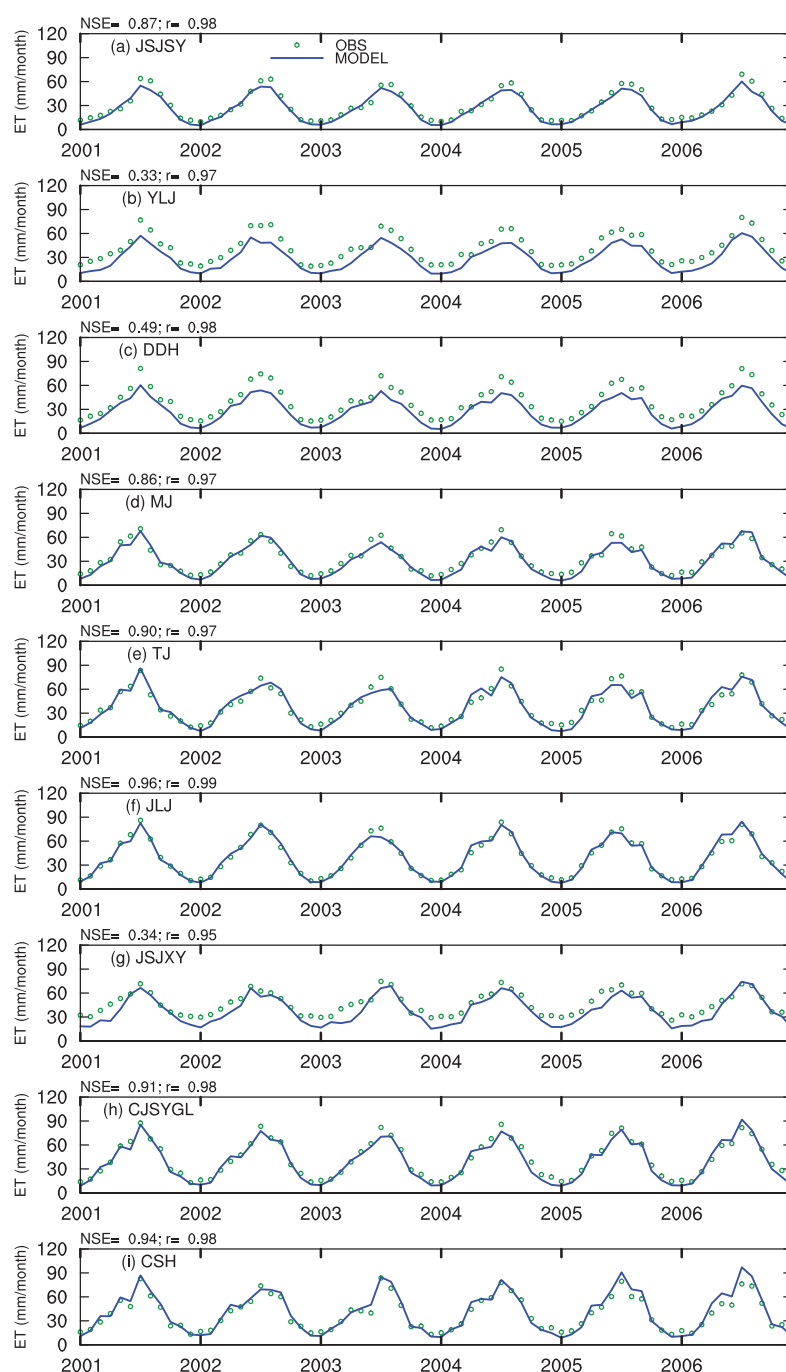 NSE= 0.87; r= 0.98
120
90
60
30
0
ET (mm/month)
(a) JSJSY
OBS
MODEL
2001 2002 2003 2004 2005 2006
NSE= 0.33; r= 0.97
120
90
60
30
0
ET (mm/month)
(b) YLJ
2001 2002 2003 2004 2005 2006
NSE= 0.49; r= 0.98
120
90
60
30
0
ET (mm/month)
(c) DDH
2001 2002 2003 2004 2005 2006
NSE= 0.86; r= 0.97
120
90
60
30
0
ET (mm/month)
(d) MJ
2001 2002 2003 2004 2005 2006
NSE= 0.90; r= 0.97
120
90
60
30
0
ET (mm/month)
(e) TJ
2001 2002 2003 2004 2005 2006
NSE= 0.96; r= 0.99
120
90
60
30
0
ET (mm/month)
(f) JLJ
2001 2002 2003 2004 2005 2006
NSE= 0.34; r= 0.95
120
90
60
30
0
ET (mm/month)
(g) JSJXY
2001 2002 2003 2004 2005 2006
NSE= 0.91; r= 0.98
120
90
60
30
0
ET (mm/month)
(h) CJSYGL
2001 2002 2003 2004 2005 2006
NSE= 0.94; r= 0.98
120
90
60
30
0
ET (mm/month)
(i) CSH
2001 2002 2003 2004 2005 2006